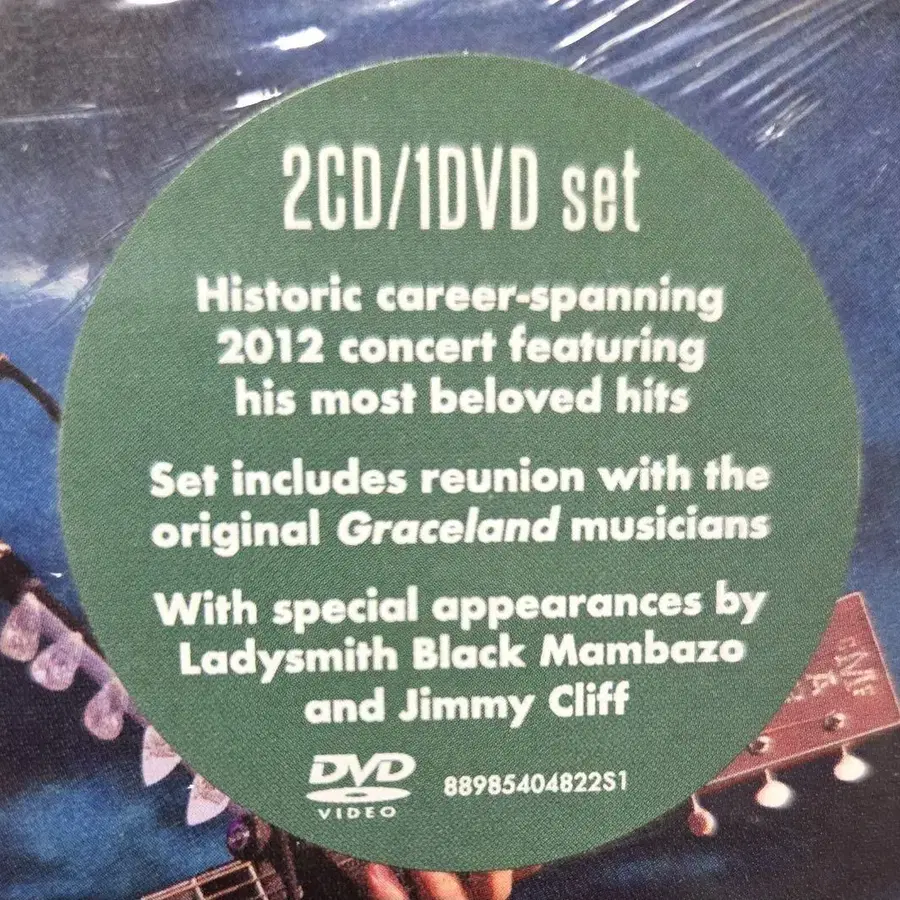 2CD/1DVD set
Historic career-spanning
2012 concert featuring
his most beloved hits
Set includes reunion with the
original Graceland musicians
With special appearances by
Ladysmith Black Mambazo
and Jimmy Cliff
DVD
VIDEO
88985404822S1